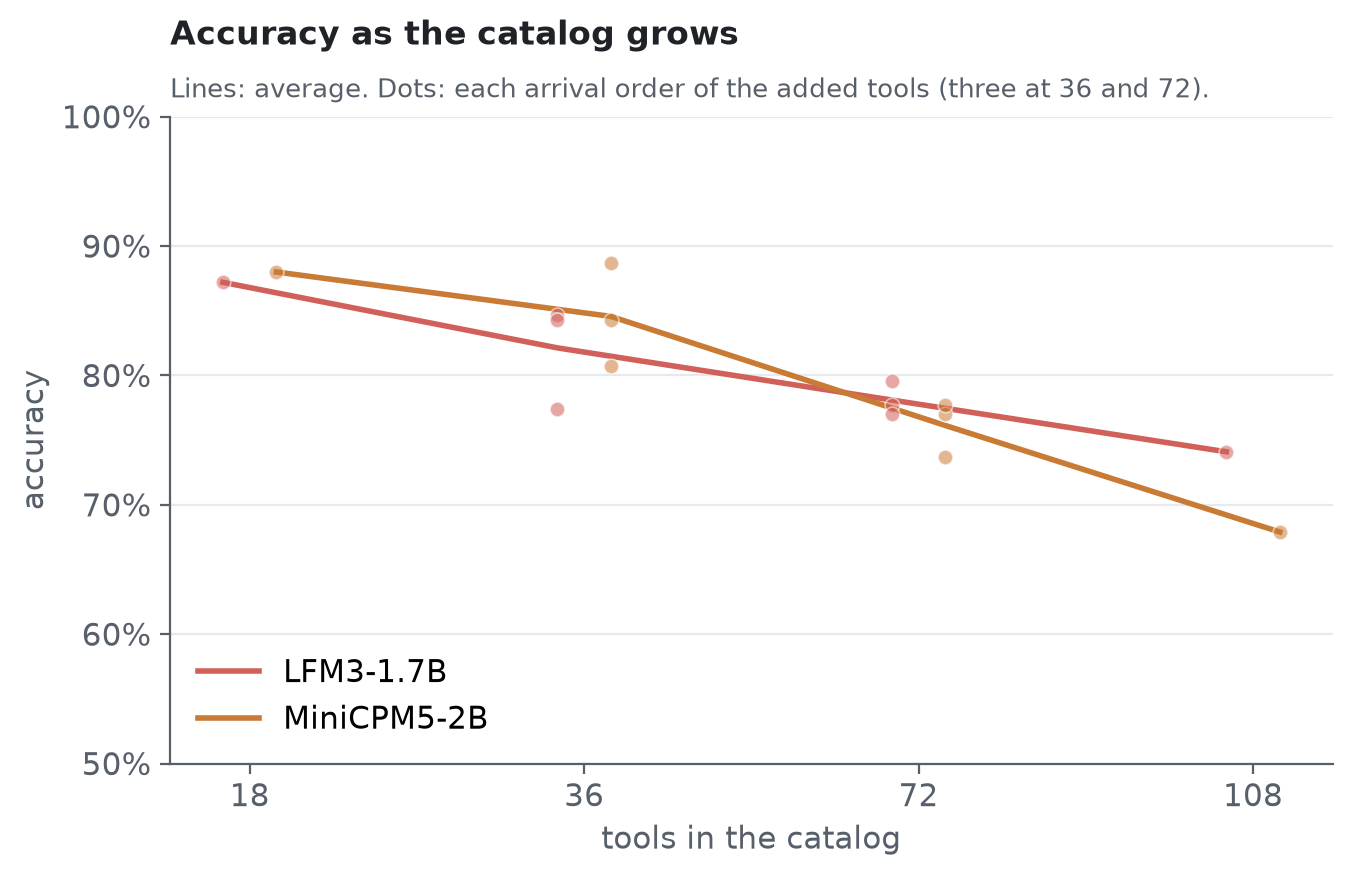 Accuracy as the catalog grows
Lines: average. Dots: each arrival order of the added tools (three at 36 and 72).
100%
90%
80%
70%
60%
50%
accuracy
LFM3-1.7B
MiniCPM5-2B
18 36 72 108
tools in the catalog